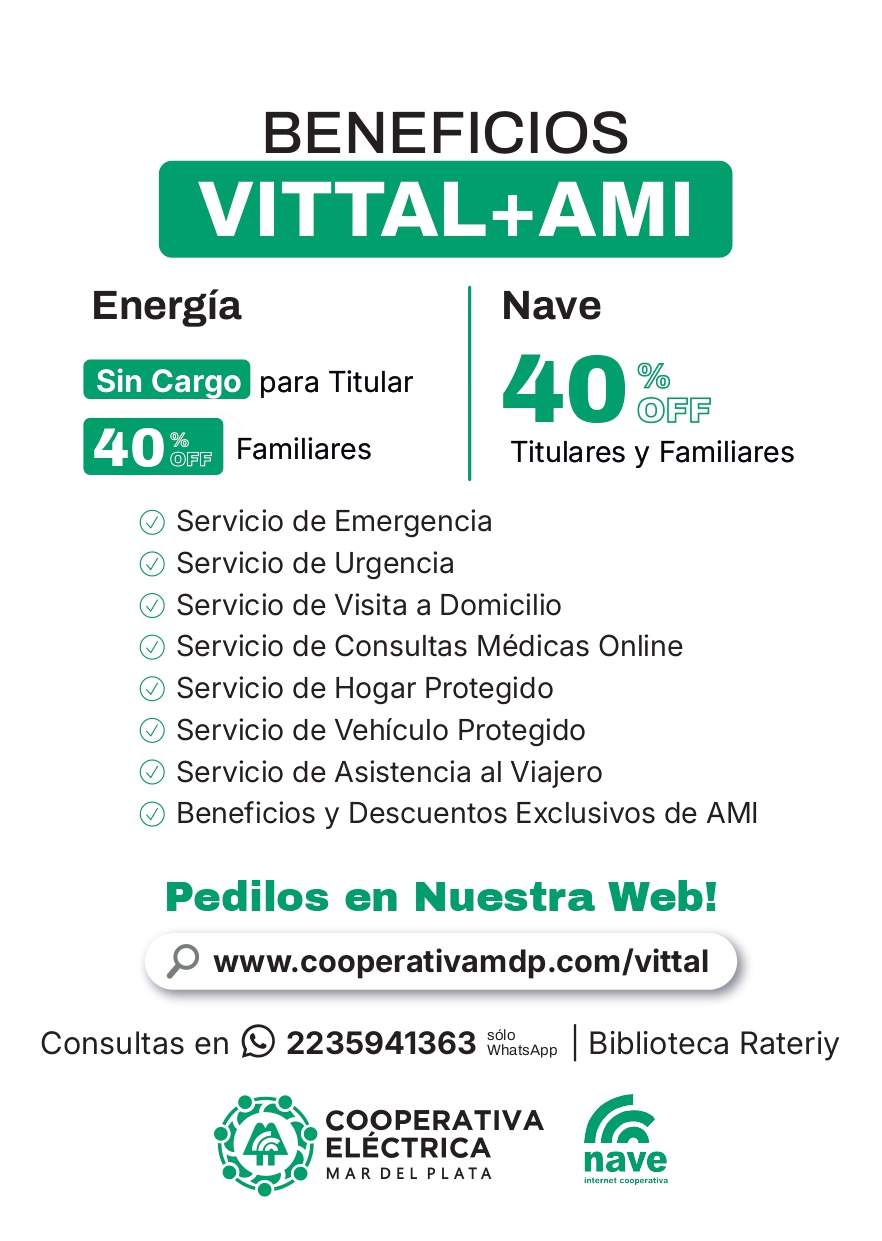 BENEFICIOS
VITTAL+AMI
Energía
Sin Cargo para Titular
40 % OFF Familiares
Nave
40 % OFF
Titulares y Familiares
Servicio de Emergencia
Servicio de Urgencia
Servicio de Visita a Domicilio
Servicio de Consultas Médicas Online
Servicio de Hogar Protegido
Servicio de Vehículo Protegido
Servicio de Asistencia al Viajero
Beneficios y Descuentos Exclusivos de AMI
Pedilos en Nuestra Web!
www.cooperativamdp.com/vittal
Consultas en 2235941363 sólo WhatsApp | Biblioteca Rateriy
COOPERATIVA
ELÉCTRICA
MAR DEL PLATA
nave
internet cooperativa